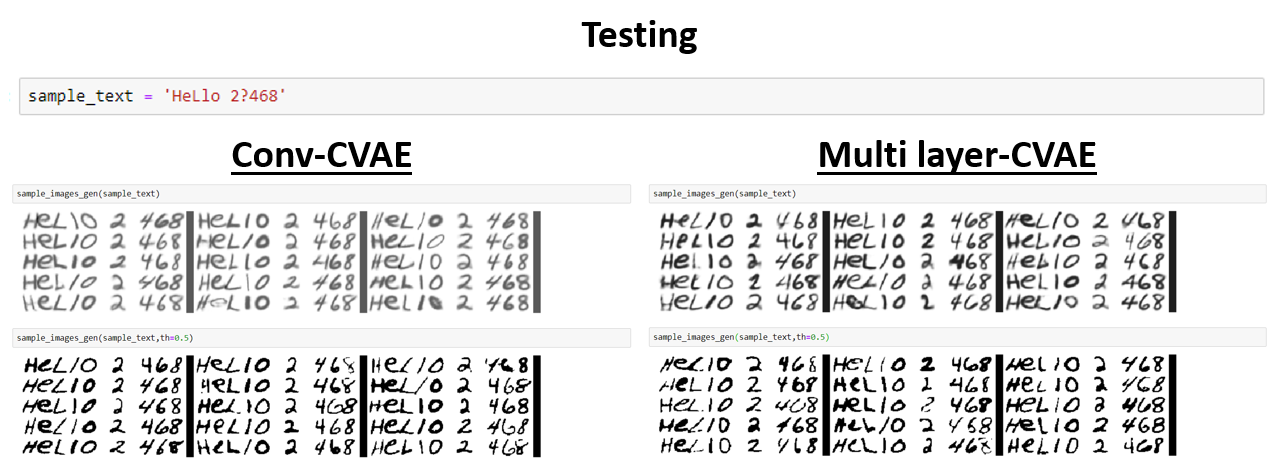 Testing
sample_text = 'HeLlo 2?468'
Conv-CVAE
Multi layer-CVAE
sample_images_gen(sample_text)
HeLlO 2 468 HeLlO 2 468 HeLlO 2 468
HeLlO 2 468 HeLlO 2 468 HeLlO 2 468
HeLlO 2 468 HeLlO 2 468 HeLlO 2 468
HeLlO 2 468 HeLlO 2 468 HeLlO 2 468
HeLlO 2 468 HeLlO 2 468 HeLlO 2 468
sample_images_gen(sample_text,th=0.5)
HeLlO 2 468 HeLlO 2 468 HeLlO 2 468
HeLlO 2 468 HeLlO 2 468 HeLlO 2 468
HeLlO 2 468 HeLlO 2 468 HeLlO 2 468
HeLlO 2 468 HeLlO 2 468 HeLlO 2 468
HeLlO 2 468 HeLlO 2 468 HeLlO 2 468
sample_images_gen(sample_text)
HeLlO 2 468 HeLlO 2 468 HeLlO 2 468
HeLlO 2 468 HeLlO 2 468 HeLlO 2 468
HeLlO 2 468 HeLlO 2 468 HeLlO 2 468
HeLlO 2 468 HeLlO 2 468 HeLlO 2 468
HeLlO 2 468 HeLlO 2 468 HeLlO 2 468
sample_images_gen(sample_text,th=0.5)
HeLlO 2 468 HeLlO 2 468 HeLlO 2 468
HeLlO 2 468 HeLlO 2 468 HeLlO 2 468
HeLlO 2 468 HeLlO 2 468 HeLlO 2 468
HeLlO 2 468 HeLlO 2 468 HeLlO 2 468
HeLlO 2 468 HeLlO 2 468 HeLlO 2 468